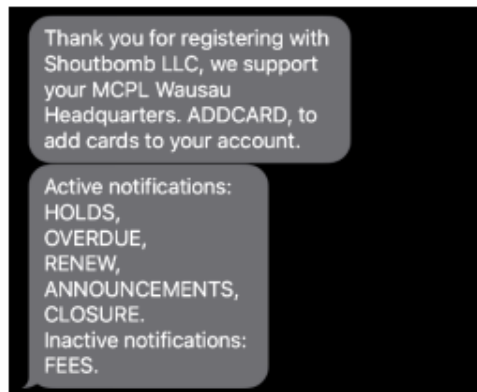 Thank you for registering with
Shoutbomb LLC, we support
your MCPL Wausau
Headquarters. ADDCARD, to
add cards to your account.
Active notifications:
HOLDS,
OVERDUE,
RENEW,
ANNOUNCEMENTS,
CLOSURE.
Inactive notifications:
FEES.